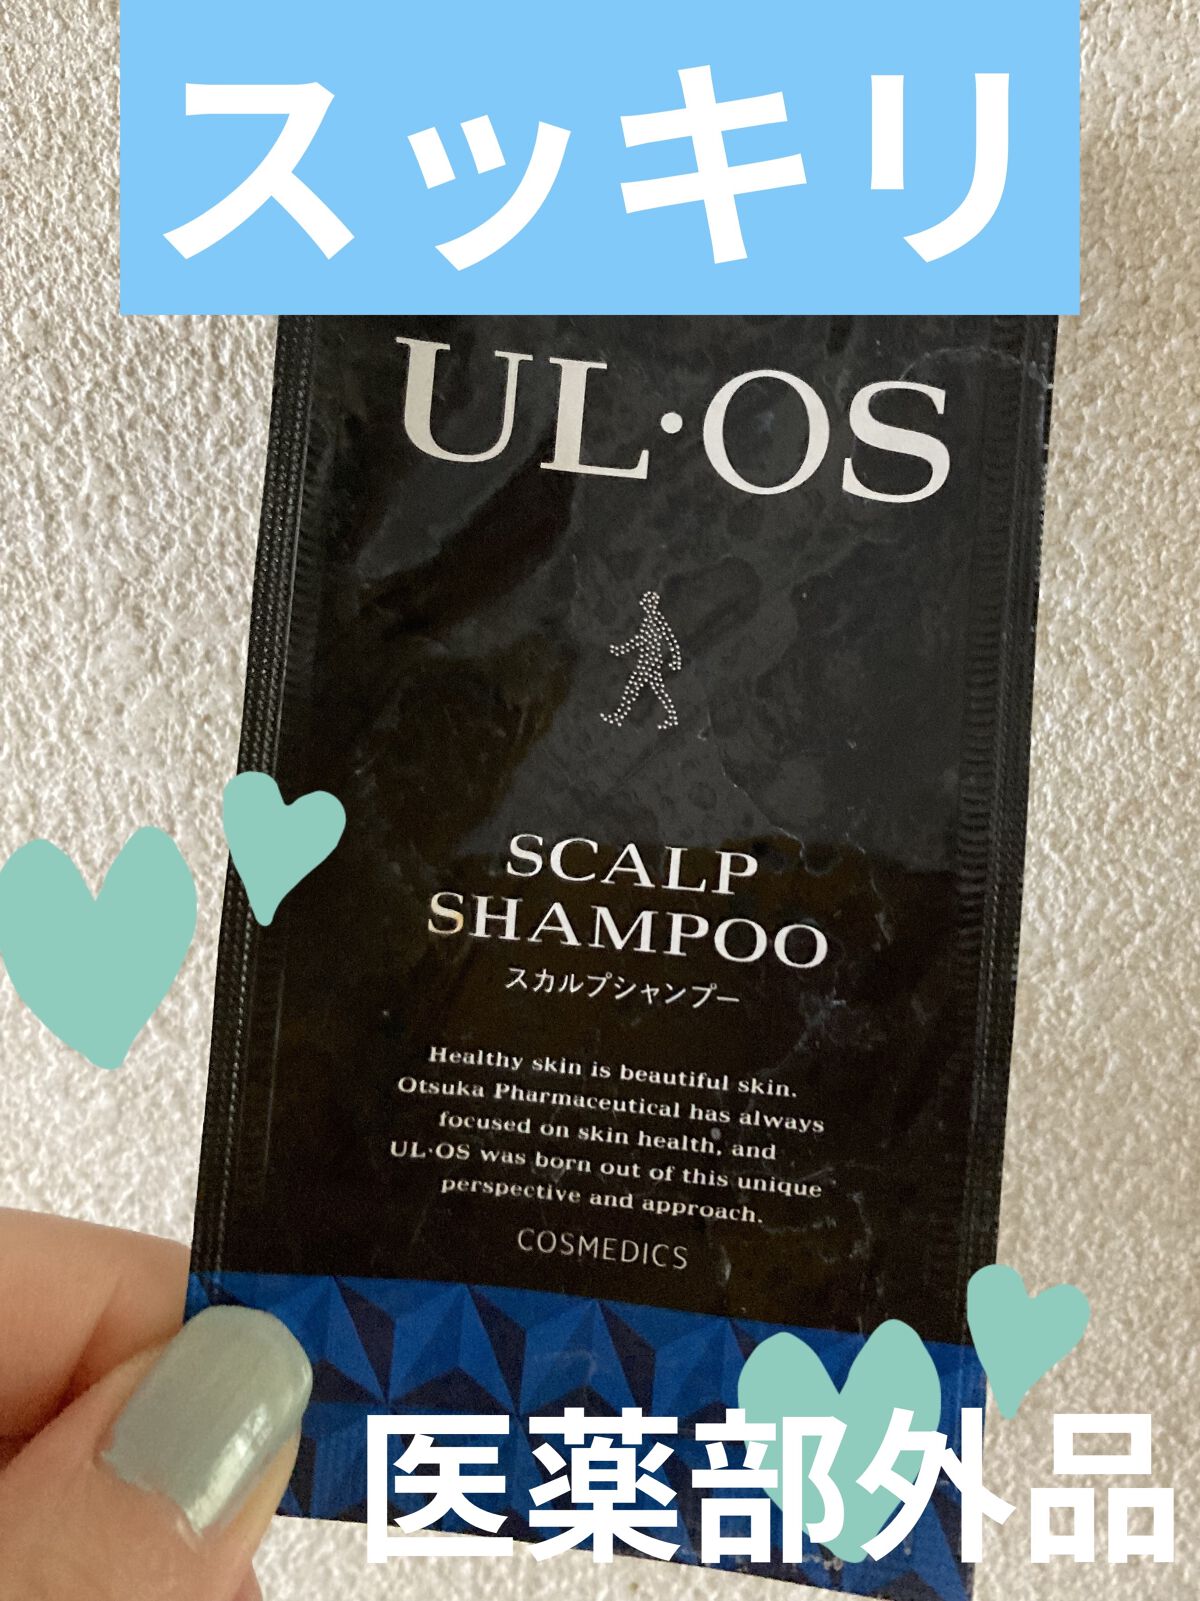 スッキリ
UL·OS
SCALP
SHAMPOO
スカルプシャンプー
Healthy skin is beautiful skin.
Otsuka Pharmaceutical has always
focused on skin health, and
UL·OS was born out of this unique
perspective and approach.
COSMEDICS
医薬部外品